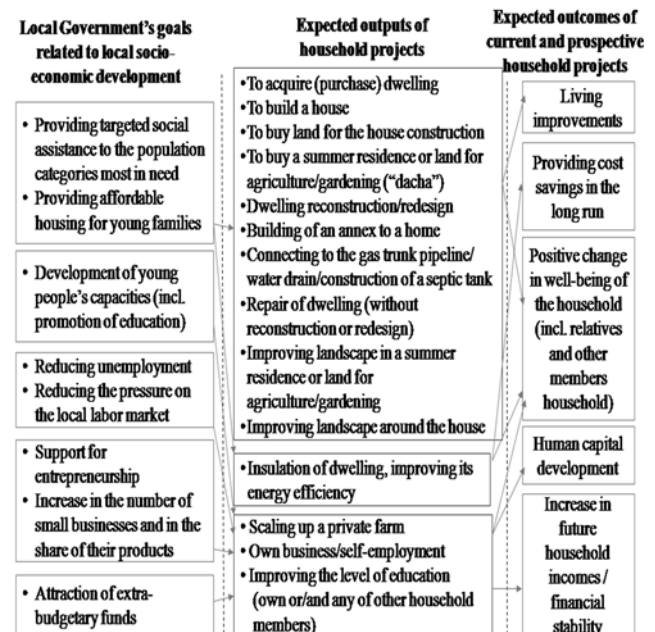 Local Government's goals
related to local socio-
economic development
• Providing targeted social
assistance to the population
categories most in need
• Providing affordable
housing for young families
• Development of young
people's capacities (incl.
promotion of education)
• Reducing unemployment
• Reducing the pressure on
the local labor market
• Support for
entrepreneurship
• Increase in the number of
small businesses and in the
share of their products
• Attraction of extra-
budgetary funds
Expected outputs of
household projects
•To acquire (purchase) dwelling
•To build a house
•To buy land for the house construction
•To buy a summer residence or land for
agriculture/gardening (“dacha”)
•Dwelling reconstruction/redesign
•Building of an annex to a home
•Connecting to the gas trunk pipeline/
water drain/construction of a septic tank
•Repair of dwelling (without
reconstruction or redesign)
•Improving landscape in a summer
residence or land for
agriculture/gardening
•Improving landscape around the house
•Insulation of dwelling, improving its
energy efficiency
•Scaling up a private farm
•Own business/self-employment
•Improving the level of education
(own or/and any of other household
members)
Expected outcomes of
current and prospective
household projects
Living
improvements
Providing cost
savings in the
long run
Positive change
in well-being of
the household
(incl. relatives
and other
members
household)
Human capital
development
Increase in
future
household
incomes /
financial
stability